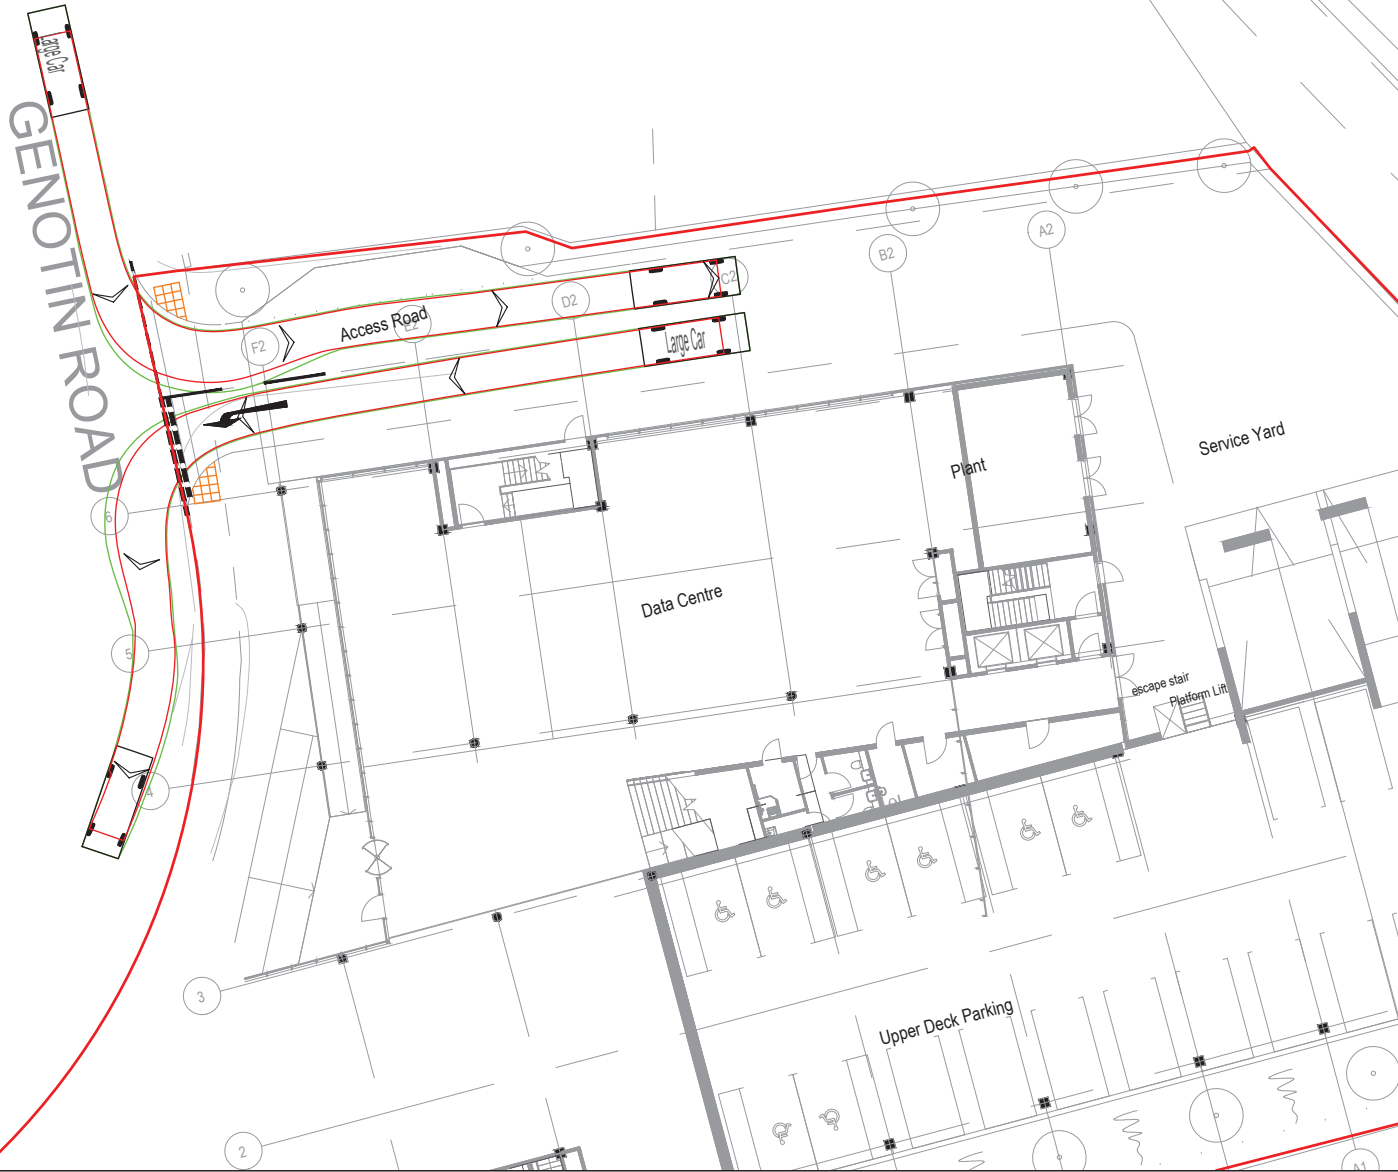 Large Car
GENOTIN ROAD
A2
B2
C2
D2
E2
F2
Access Road
Large Car
Service Yard
Plant
6
Data Centre
5
escape stair
Platform Lift
4
3
Upper Deck Parking
2
A1